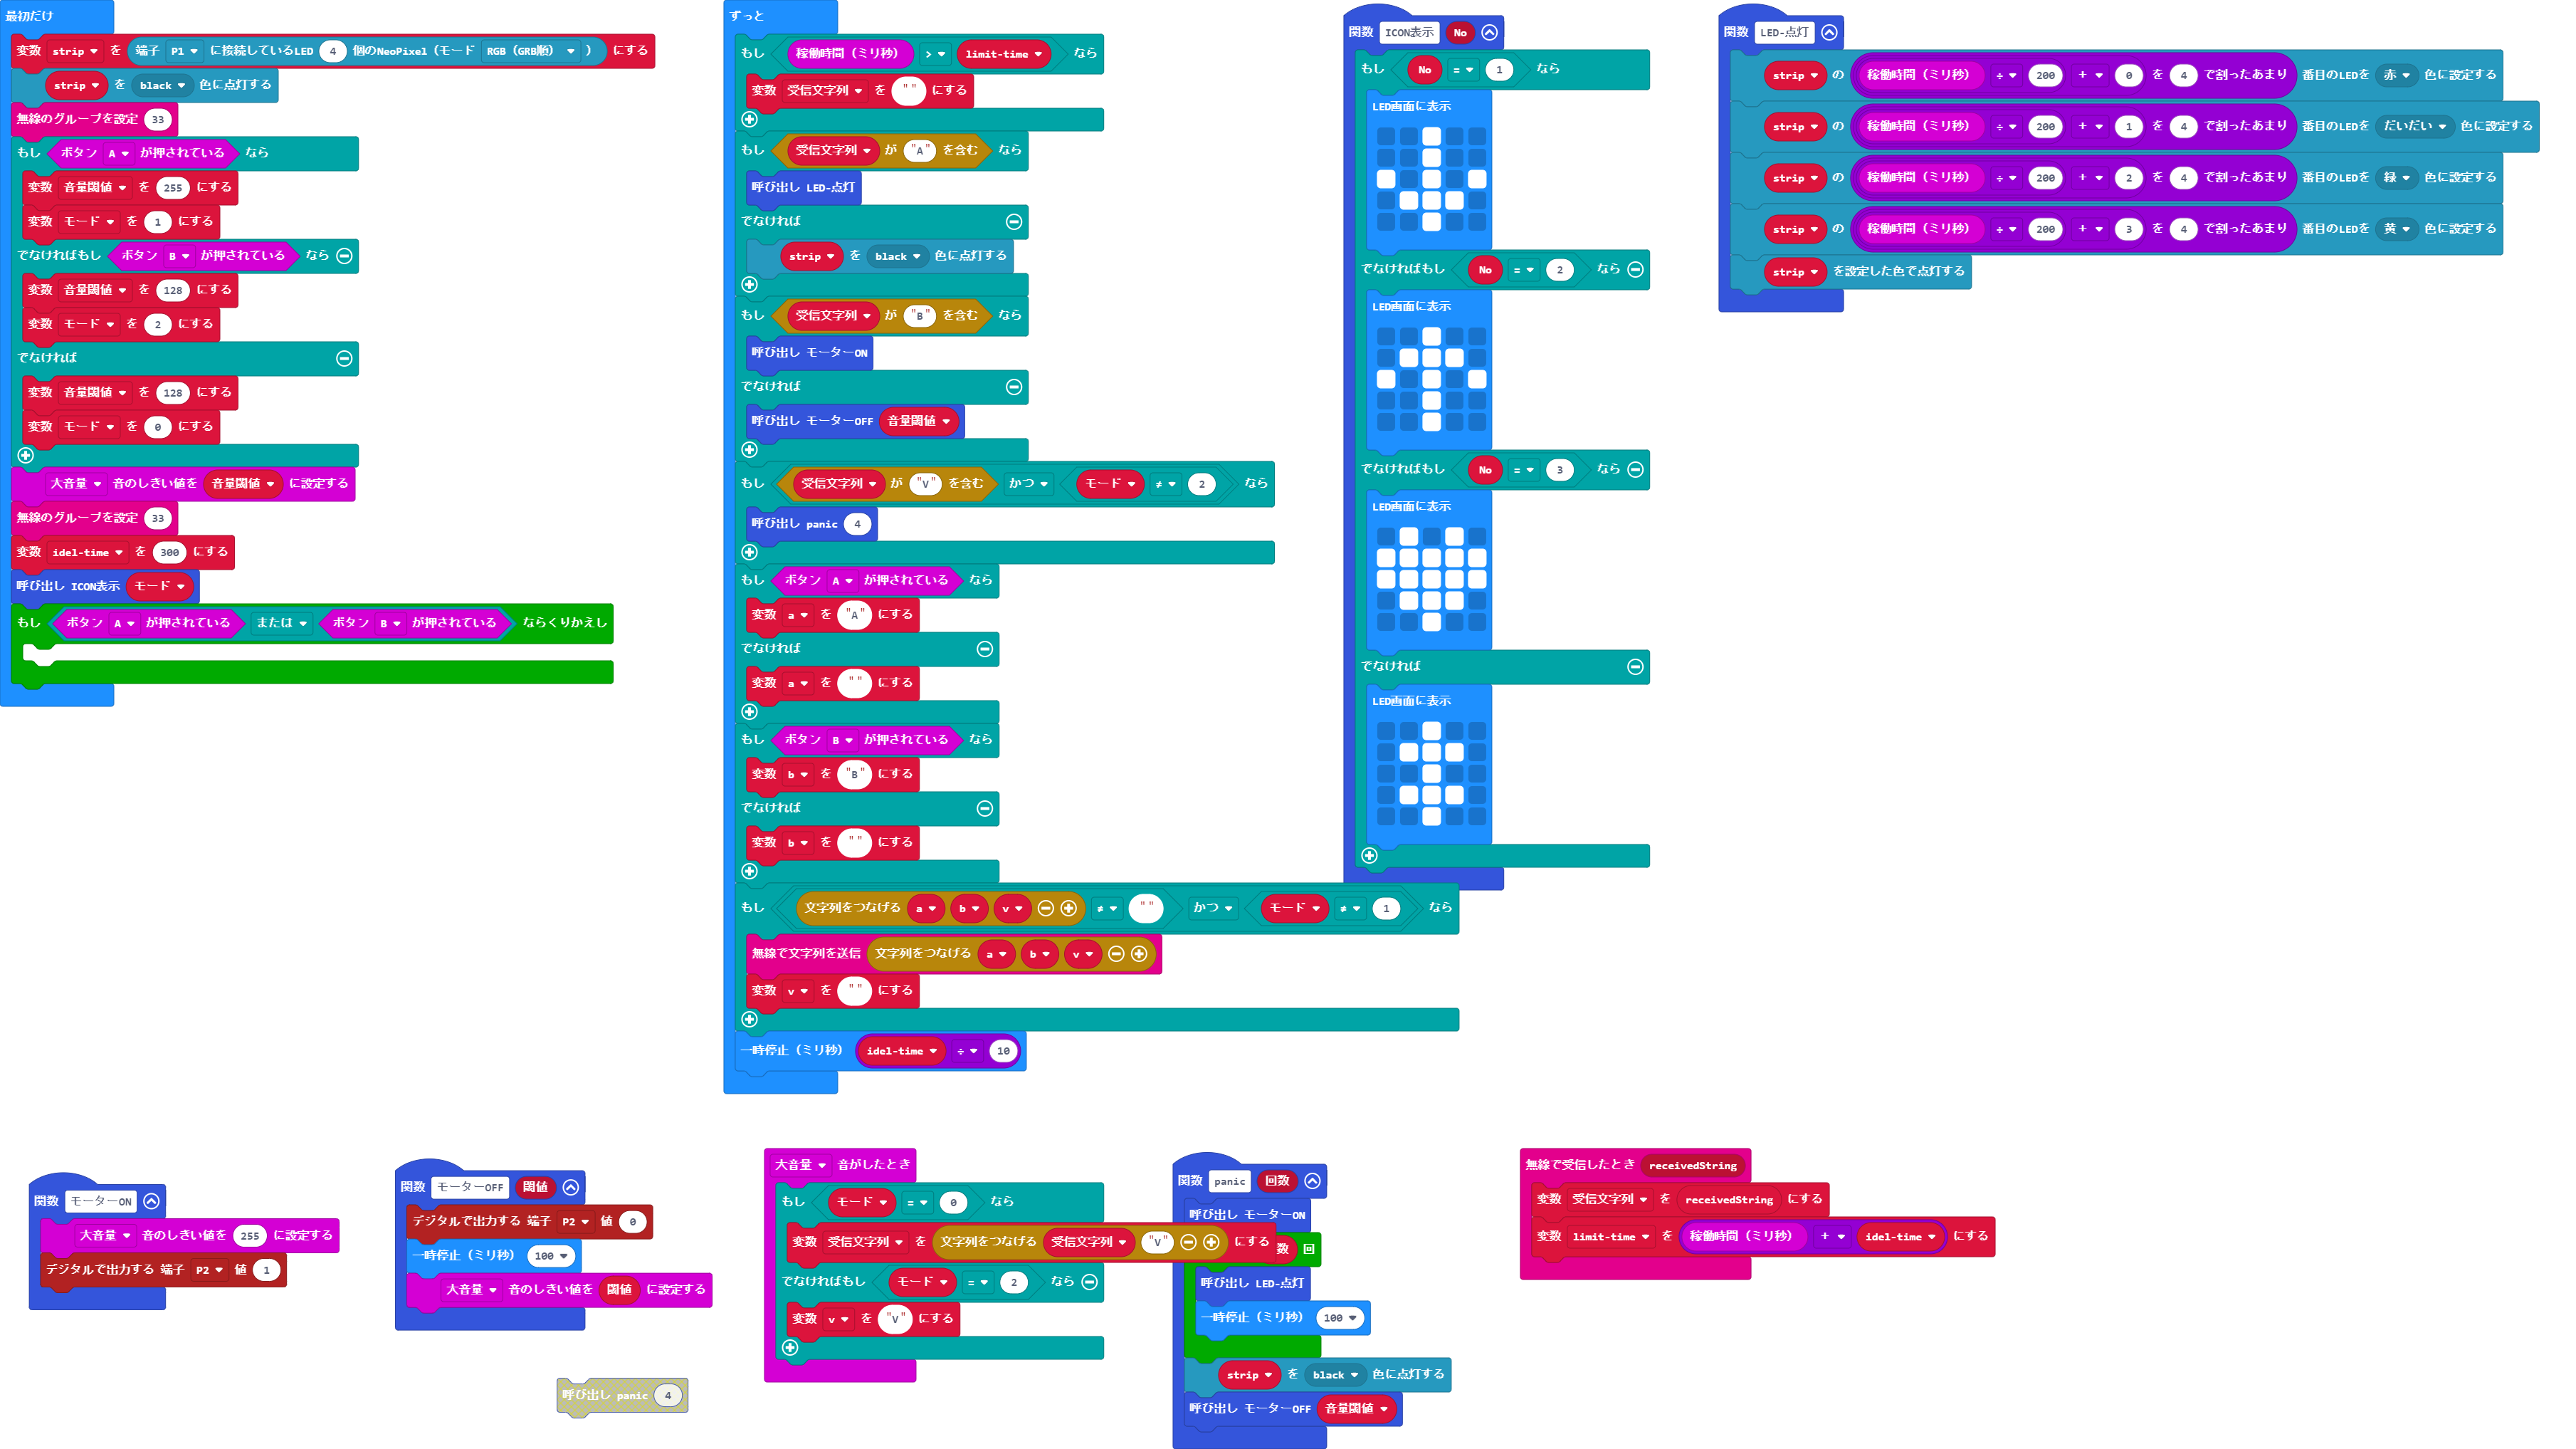 最初だけ
変数 strip を 端子 P1 に接続しているLED 4 個のNeoPixel（モード RGB（GRB順） ） にする
strip を black 色に点灯する
無線のグループを設定 33
もし ボタン A が押されている なら
変数 音量閾値 を 255 にする
変数 モード を 1 にする
でなければもし ボタン B が押されている なら
変数 音量閾値 を 128 にする
変数 モード を 2 にする
でなければ
変数 音量閾値 を 128 にする
変数 モード を 0 にする
大音量 音のしきい値を 音量閾値 に設定する
無線のグループを設定 33
変数 idel-time を 300 にする
呼び出し ICON表示 モード
もし ボタン A が押されている または ボタン B が押されている ならくりかえし
ずっと
もし 稼働時間（ミリ秒） > limit-time なら
変数 受信文字列 を "" にする
もし 受信文字列 が "A" を含む なら
呼び出し LED-点灯
でなければ
strip を black 色に点灯する
もし 受信文字列 が "B" を含む なら
呼び出し モーターON
でなければ
呼び出し モーターOFF 音量閾値
もし 受信文字列 が "V" を含む かつ モード ≠ 2 なら
呼び出し panic 4
もし ボタン A が押されている なら
変数 a を "A" にする
でなければ
変数 a を "" にする
もし ボタン B が押されている なら
変数 b を "B" にする
でなければ
変数 b を "" にする
もし 文字列をつなげる a b v ≠ "" かつ モード ≠ 1 なら
無線で文字列を送信 文字列をつなげる a b v
変数 v を "" にする
一時停止（ミリ秒） idel-time ÷ 10
関数 ICON表示 No
もし No = 1 なら
LED画面に表示
でなければもし No = 2 なら
LED画面に表示
でなければもし No = 3 なら
LED画面に表示
でなければ
LED画面に表示
関数 LED-点灯
strip の 稼働時間（ミリ秒） ÷ 200 + 0 を 4 で割ったあまり 番目のLEDを 赤 色に設定する
strip の 稼働時間（ミリ秒） ÷ 200 + 1 を 4 で割ったあまり 番目のLEDを だいだい 色に設定する
strip の 稼働時間（ミリ秒） ÷ 200 + 2 を 4 で割ったあまり 番目のLEDを 緑 色に設定する
strip の 稼働時間（ミリ秒） ÷ 200 + 3 を 4 で割ったあまり 番目のLEDを 黄 色に設定する
strip を設定した色で点灯する
関数 モーターON
大音量 音のしきい値を 255 に設定する
デジタルで出力する 端子 P2 値 1
関数 モーターOFF 閾値
デジタルで出力する 端子 P2 値 0
一時停止（ミリ秒） 100
大音量 音のしきい値を 閾値 に設定する
呼び出し panic 4
大音量 音がしたとき
もし モード = 0 なら
変数 受信文字列 を 文字列をつなげる 受信文字列 "V" にする
でなければもし モード = 2 なら
変数 v を "V" にする
関数 panic 回数
呼び出し モーターON
数 回
呼び出し LED-点灯
一時停止（ミリ秒） 100
strip を black 色に点灯する
呼び出し モーターOFF 音量閾値
無線で受信したとき receivedString
変数 受信文字列 を receivedString にする
変数 limit-time を 稼働時間（ミリ秒） + idel-time にする